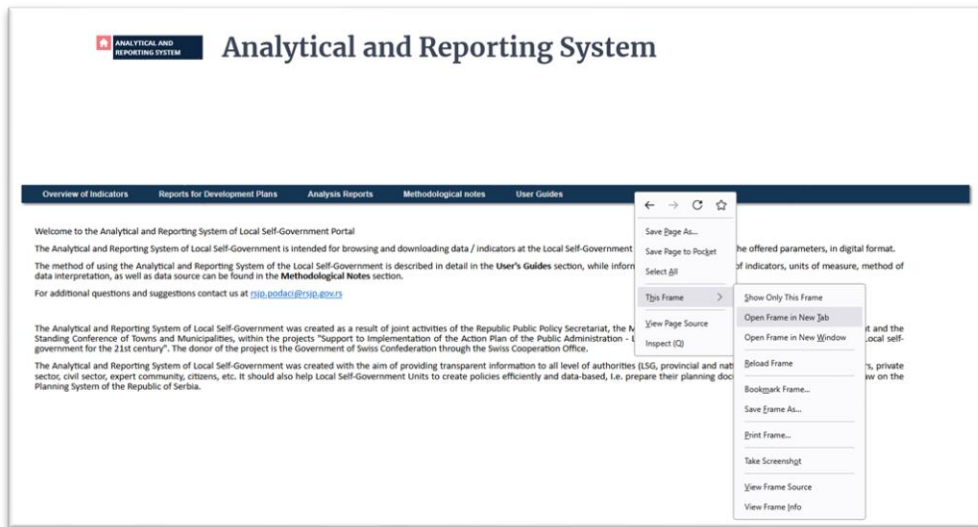 ANALYTICAL AND
REPORTING SYSTEM
Analytical and Reporting System
Overview of Indicators
Reports for Development Plans
Analysis Reports
Methodological notes
User Guides
Welcome to the Analytical and Reporting System of Local Self-Government Portal
The Analytical and Reporting System of Local Self-Government is intended for browsing and downloading data / indicators at the Local Self-Government
he offered parameters, in digital format.
The method of using the Analytical and Reporting System of the Local Self-Government is described in detail in the User's Guides section, while inforn
of indicators, units of measure, method of
data interpretation, as well as data source can be found in the Methodological Notes section.
For additional questions and suggestions contact us at rsjp.podaci@rsjp.gov.rs
The Analytical and Reporting System of Local Self-Government was created as a result of joint activities of the Republic Public Policy Secretariat, the M
t and the
Standing Conference of Towns and Municipalities, within the projects "Support to Implementation of the Action Plan of the Public Administration - L
Local self-
government for the 21st century". The donor of the project is the Government of Swiss Confederation through the Swiss Cooperation Office.
The Analytical and Reporting System of Local Self-Government was created with the aim of providing transparent information to all level of authorities (LSG, provincial and nati
rs, private
sector, civil sector, expert community, citizens, etc. It should also help Local Self-Government Units to create policies efficiently and data-based, I.e. prepare their planning doc
aw on the
Planning System of the Republic of Serbia.
Save Page As...
Save Page to Pocket
Select All
This Frame
View Page Source
Inspect (Q)
Show Only This Frame
Open Frame in New Tab
Open Frame in New Window
Reload Frame
Bookmark Frame...
Save Frame As...
Print Frame...
Take Screenshot
View Frame Source
View Frame Info